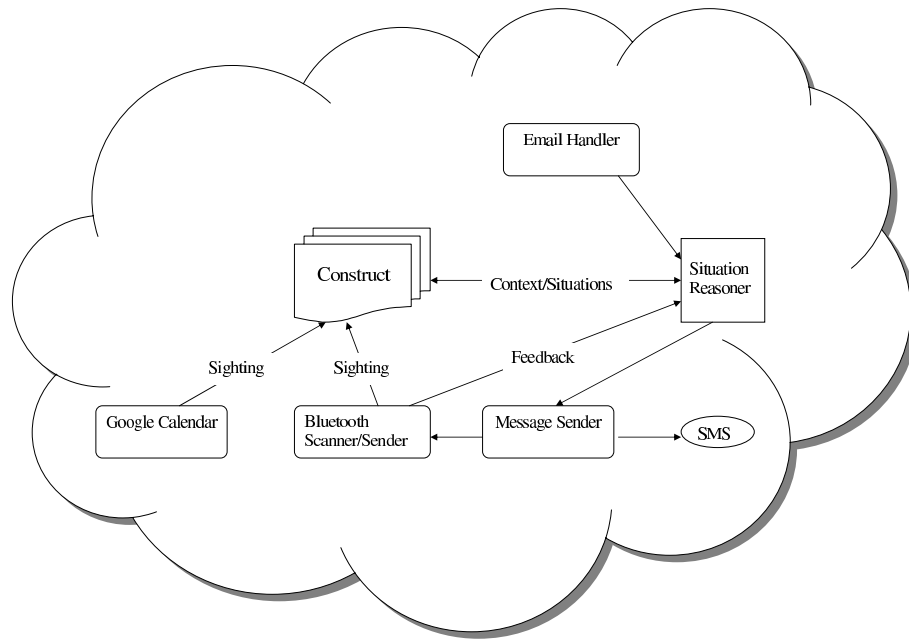 Email Handler
Construct
Context/Situations
Situation
Reasoner
Sighting
Sighting
Feedback
Google Calendar
Bluetooth
Scanner/Sender
Message Sender
SMS